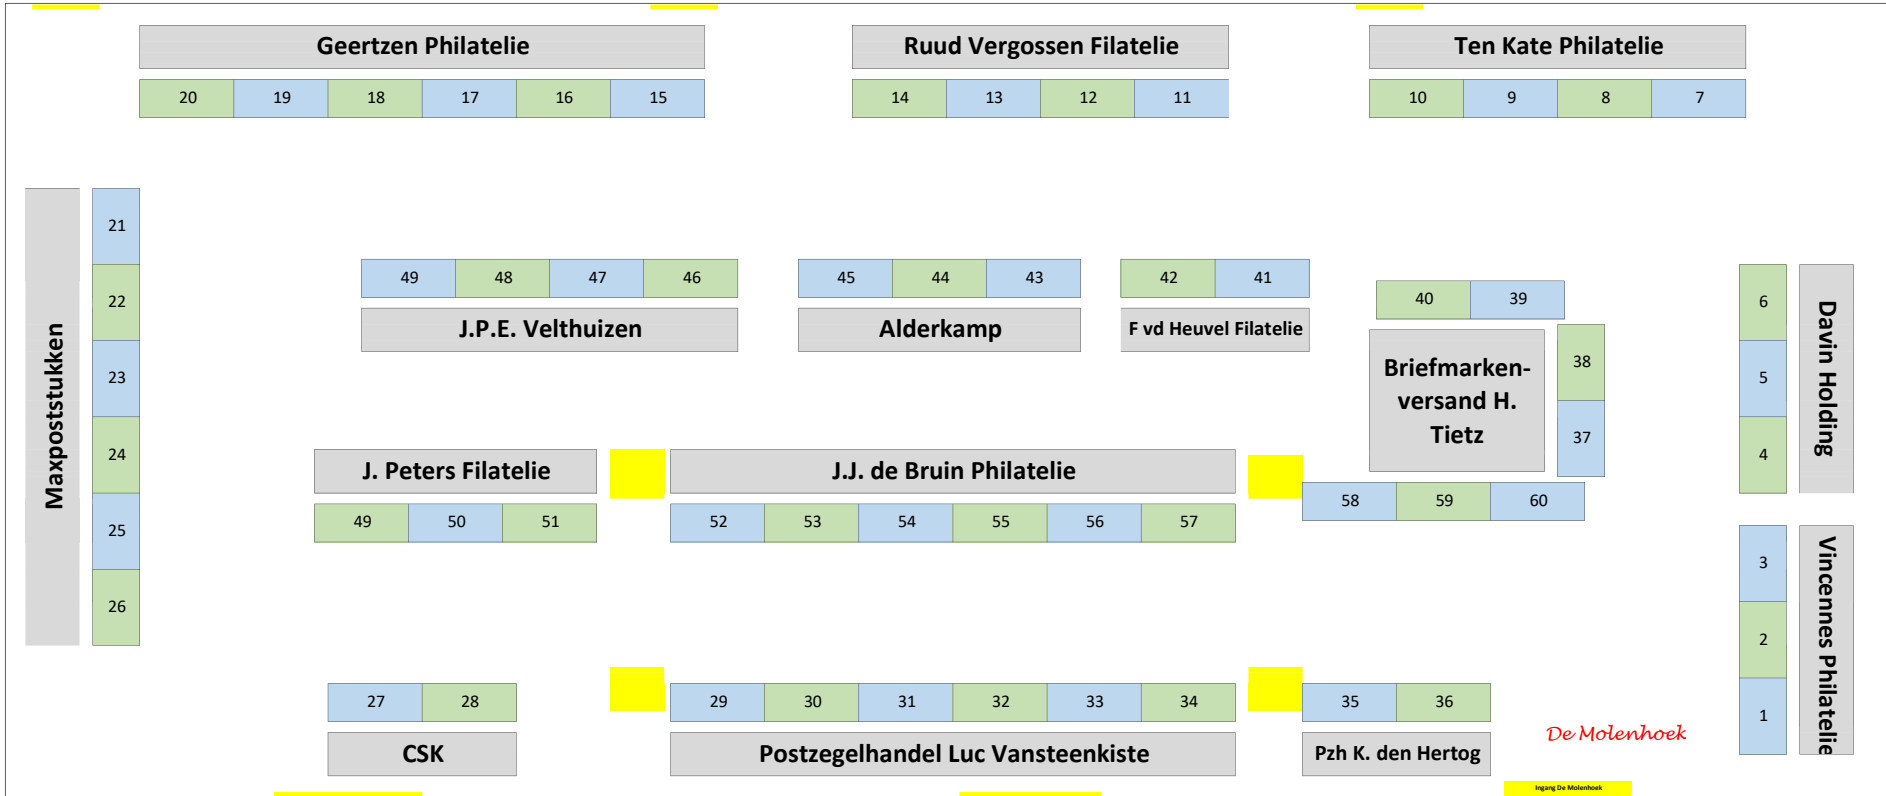 Geertzen Philatelie
Ruud Vergossen Filatelie
Ten Kate Philatelie
20 19 18 17 16 15
14 13 12 11
10 9 8 7
Maxpoststukken
21
22
23
24
25
26
49 48 47 46
J.P.E. Velthuizen
45 44 43
Alderkamp
42 41
F vd Heuvel Filatelie
40 39
Briefmarken-
versand H.
Tietz
38
37
58 59 60
6
5
4
Davin Holding
J. Peters Filatelie
49 50 51
J.J. de Bruin Philatelie
52 53 54 55 56 57
3
2
1
Vincennes Philatelie
27 28
CSK
29 30 31 32 33 34
Postzegelhandel Luc Vansteenkiste
35 36
Pzh K. den Hertog
De Molenhoek
Ingang De Molenhoek